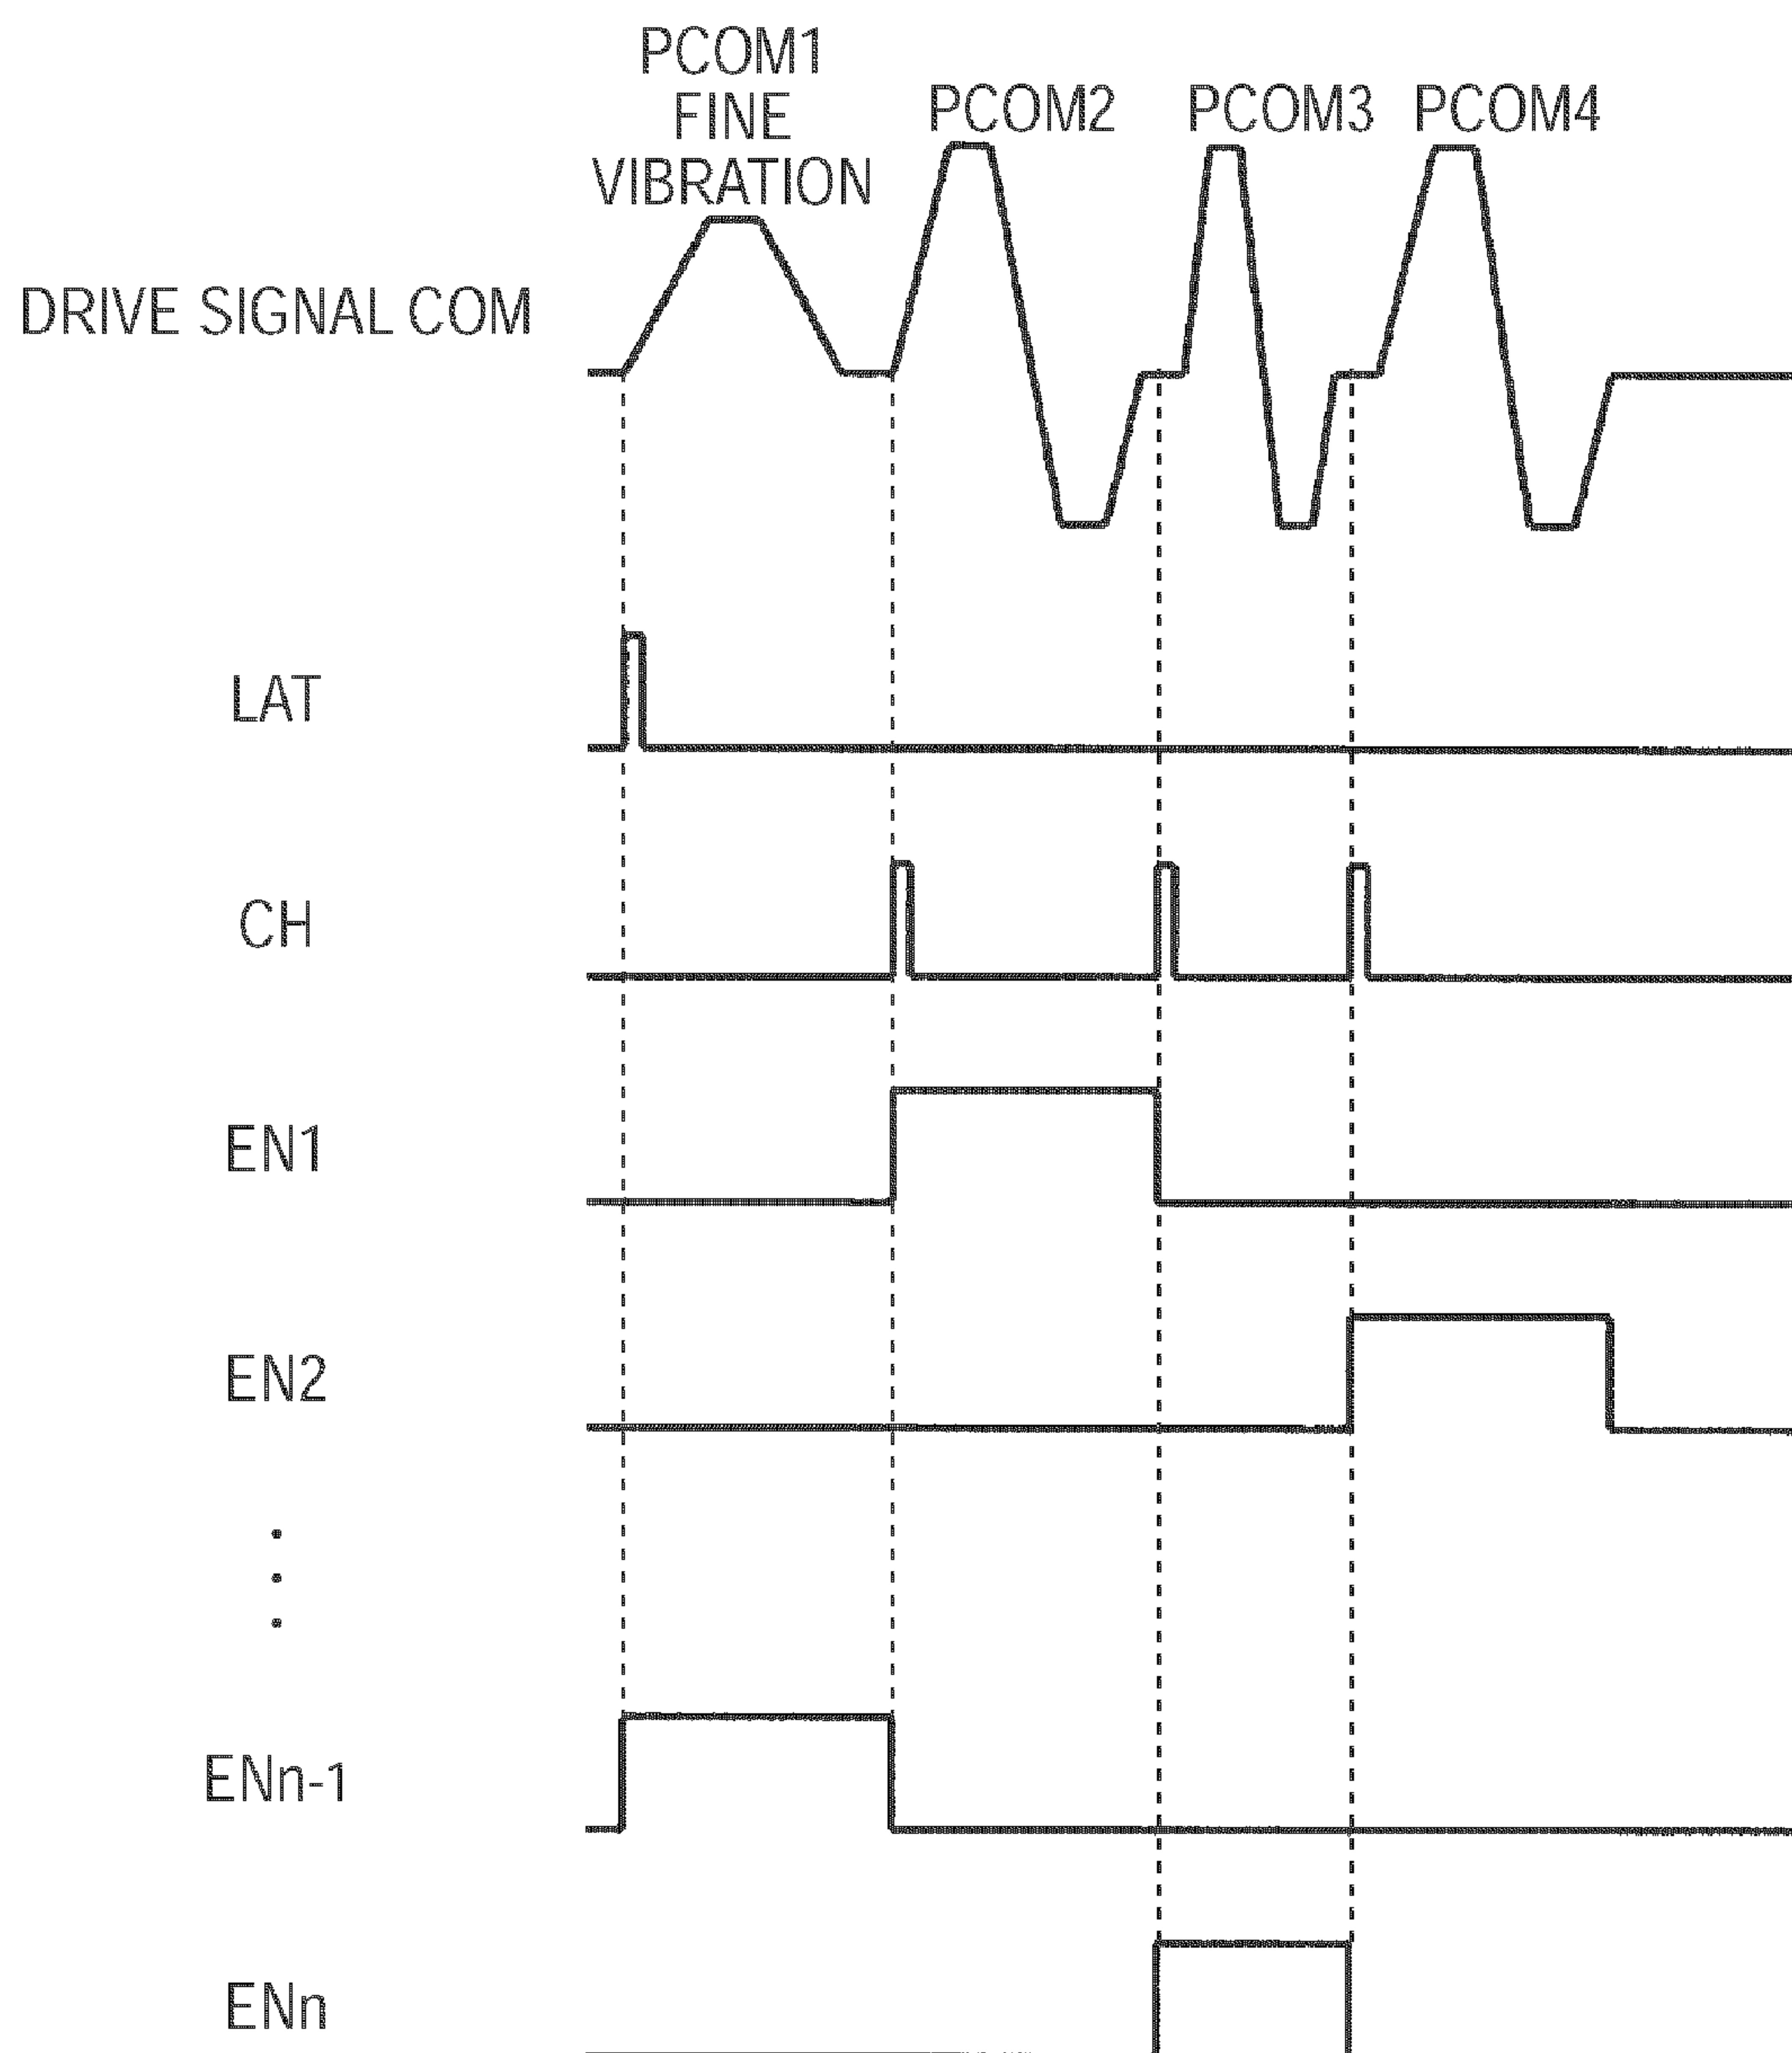 PCOM1
FINE
VIBRATION
PCOM2
PCOM3
PCOM4
DRIVE SIGNAL COM
LAT
CH
EN1
EN2
ENn-1
ENn